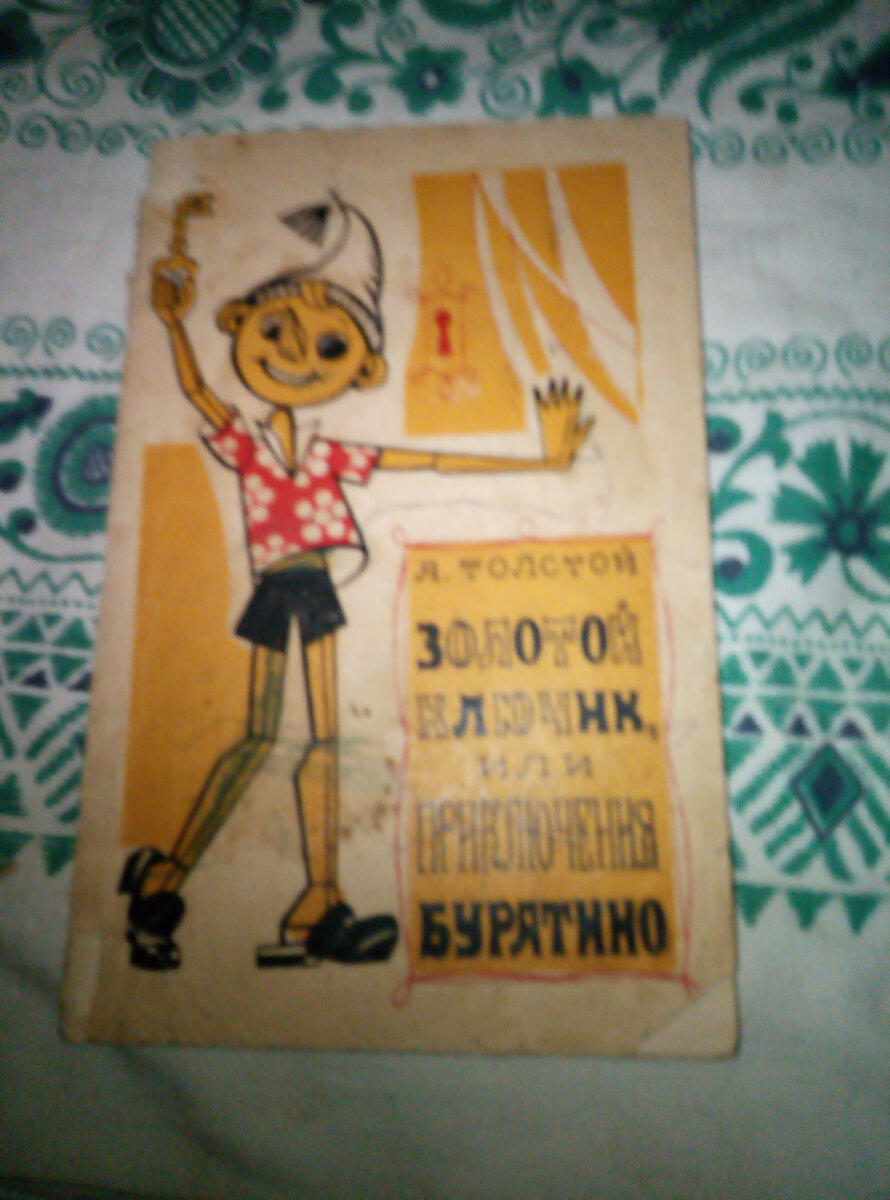 А. ТОЛСТОЙ
ЗОЛОТОЙ
КЛЮЧИК,
ИЛИ
ПРИКЛЮЧЕНИЯ
БУРАТИНО